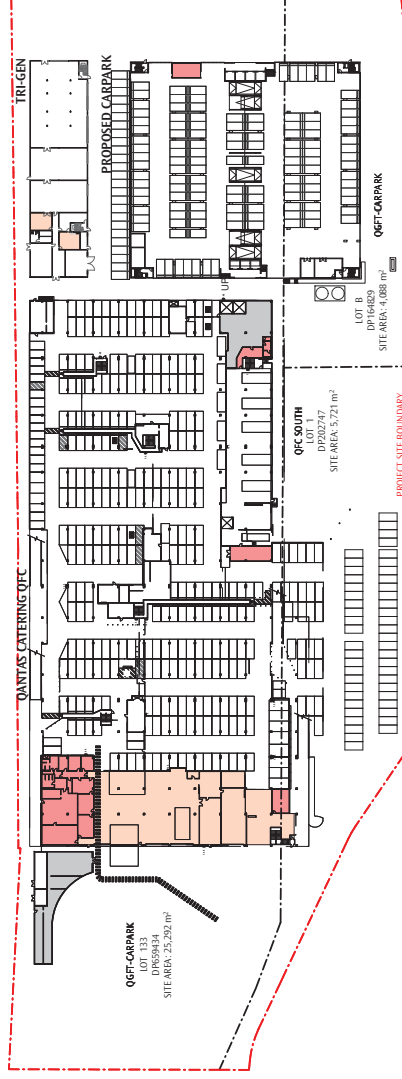 TRI-GEN
PROPOSED CARPARK
QGFT-CARPARK
LOT B
DP164829
SITE AREA: 4,088 m²
UP
QFC SOUTH
LOT 1
DP202747
SITE AREA: 5,721 m²
PROJECT SITE BOUNDARY
QANTAS CATERING QFC
QGFT-CARPARK
LOT 133
DP659434
SITE AREA: 25,292 m²